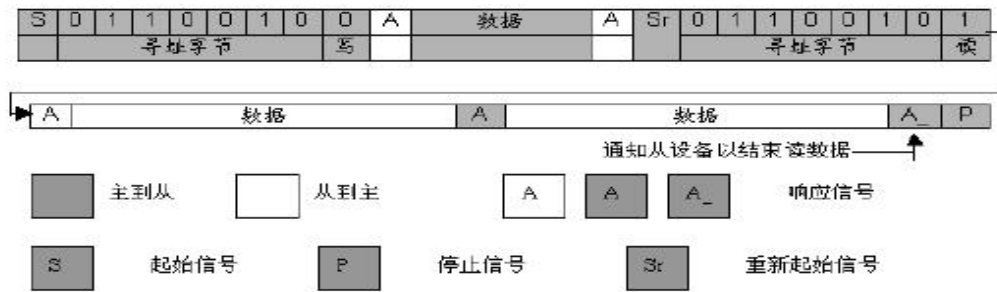 S 0 1 1 0 0 1 0 0 A 数据 A Sr 0 1 1 0 0 1 0 1
寻址字节 写 寻址字节 读
A 数据 A 数据 A_ P
通知从设备以结束读数据
主到从 从到主 A A A_ 响应信号
S 起始信号 P 停止信号 Sr 重新起始信号